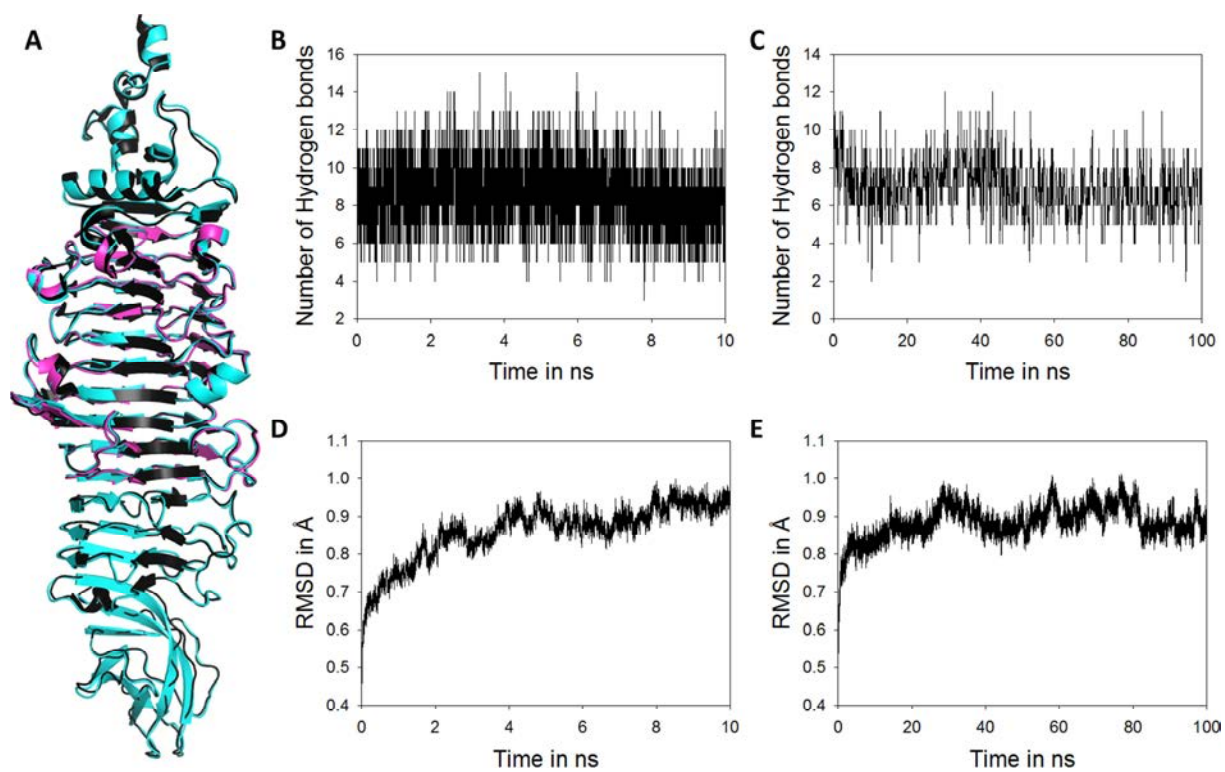 A
B
Number of Hydrogen bonds
16
14
12
10
8
6
4
2
0 2 4 6 8 10
Time in ns
C
Number of Hydrogen bonds
14
12
10
8
6
4
2
0
0 20 40 60 80 100
Time in ns
D
RMSD in Å
1.1
1.0
0.9
0.8
0.7
0.6
0.5
0.4
0 2 4 6 8 10
Time in ns
E
RMSD in Å
1.1
1.0
0.9
0.8
0.7
0.6
0.5
0.4
0 20 40 60 80 100
Time in ns